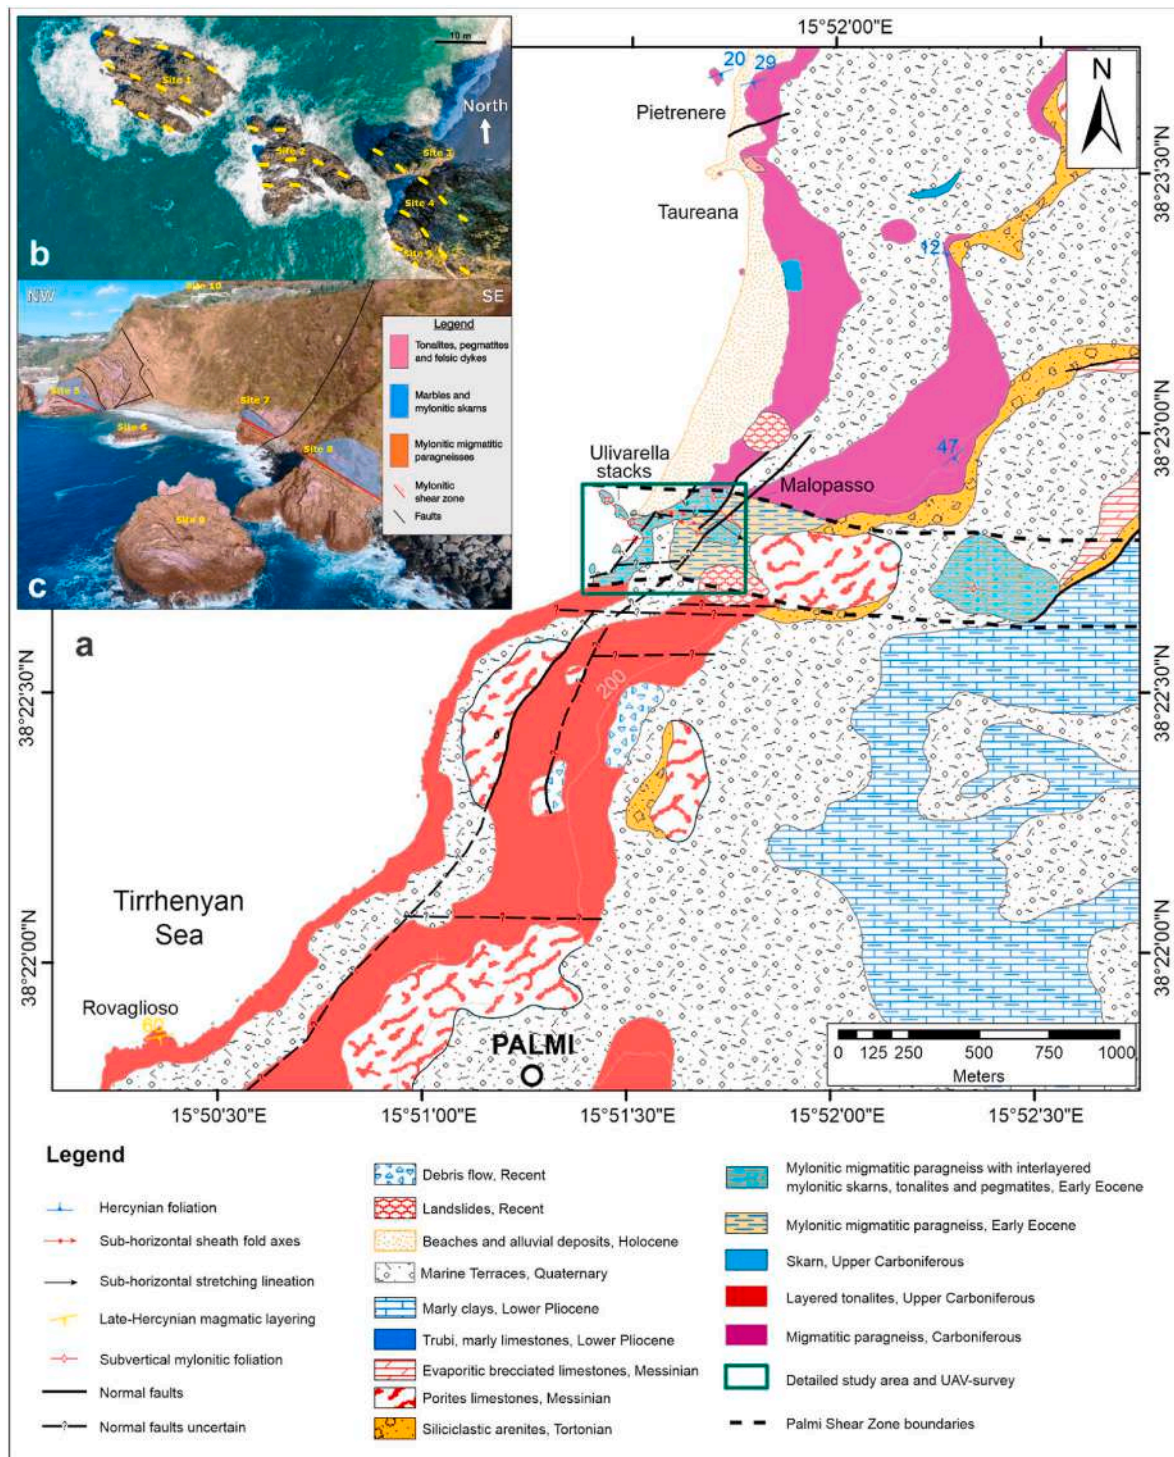 15°52'00"E
10 m
Site 1
North
Site 2
Site 3
Site 4
Site 5
b
NW
Site 10
SE
Legend
Tonalites, pegmatites
and felsic dykes
Marbles and
mylonitic skarns
Mylonitic migmatitic
paragneisses
Mylonitic
shear zone
Faults
Site 5
Site 6
Site 7
Site 8
Site 9
c
a
N
20
29
Pietrenere
38°23'30"N
Taureana
12
38°23'00"N
47
Ulivarella
stacks
Malopasso
38°22'30"N
38°22'30"N
200
Tirrhenyan
Sea
38°22'00"N
38°22'00"N
Rovaglioso
60
PALMI
0 125 250 500 750 1000
Meters
15°50'30"E
15°51'00"E
15°51'30"E
15°52'00"E
15°52'30"E
Legend
Hercynian foliation
Sub-horizontal sheath fold axes
Sub-horizontal stretching lineation
Late-Hercynian magmatic layering
Subvertical mylonitic foliation
Normal faults
Normal faults uncertain
Debris flow, Recent
Landslides, Recent
Beaches and alluvial deposits, Holocene
Marine Terraces, Quaternary
Marly clays, Lower Pliocene
Trubi, marly limestones, Lower Pliocene
Evaporitic brecciated limestones, Messinian
Porites limestones, Messinian
Siliciclastic arenites, Tortonian
Mylonitic migmatitic paragneiss with interlayered
mylonitic skarns, tonalites and pegmatites, Early Eocene
Mylonitic migmatitic paragneiss, Early Eocene
Skarn, Upper Carboniferous
Layered tonalites, Upper Carboniferous
Migmatitic paragneiss, Carboniferous
Detailed study area and UAV-survey
Palmi Shear Zone boundaries